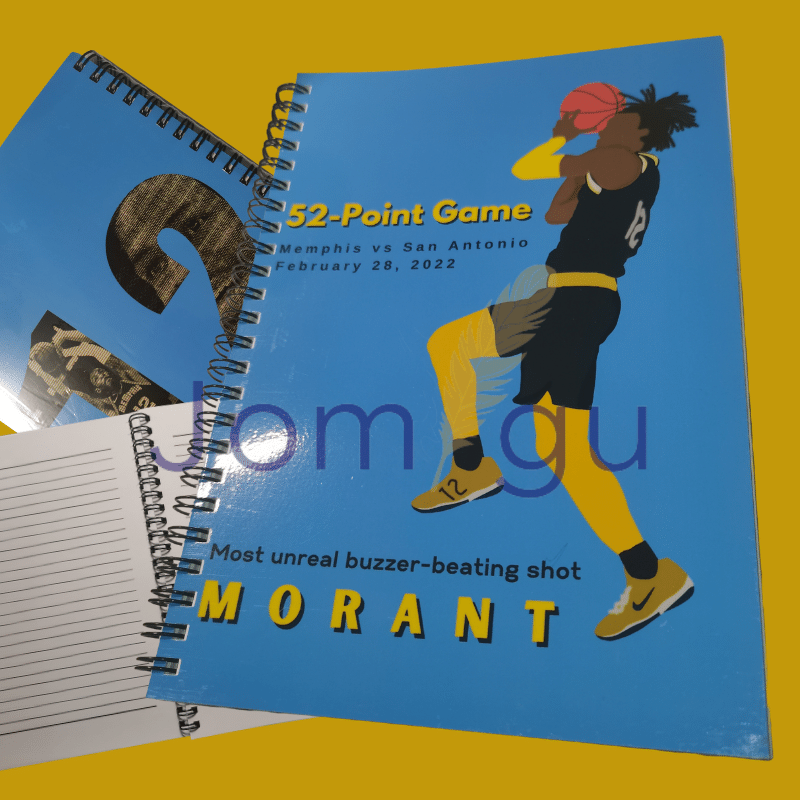 52-Point Game
Memphis vs San Antonio
February 28, 2022
12
12
12
Jom gu
Most unreal buzzer-beating shot
MORANT